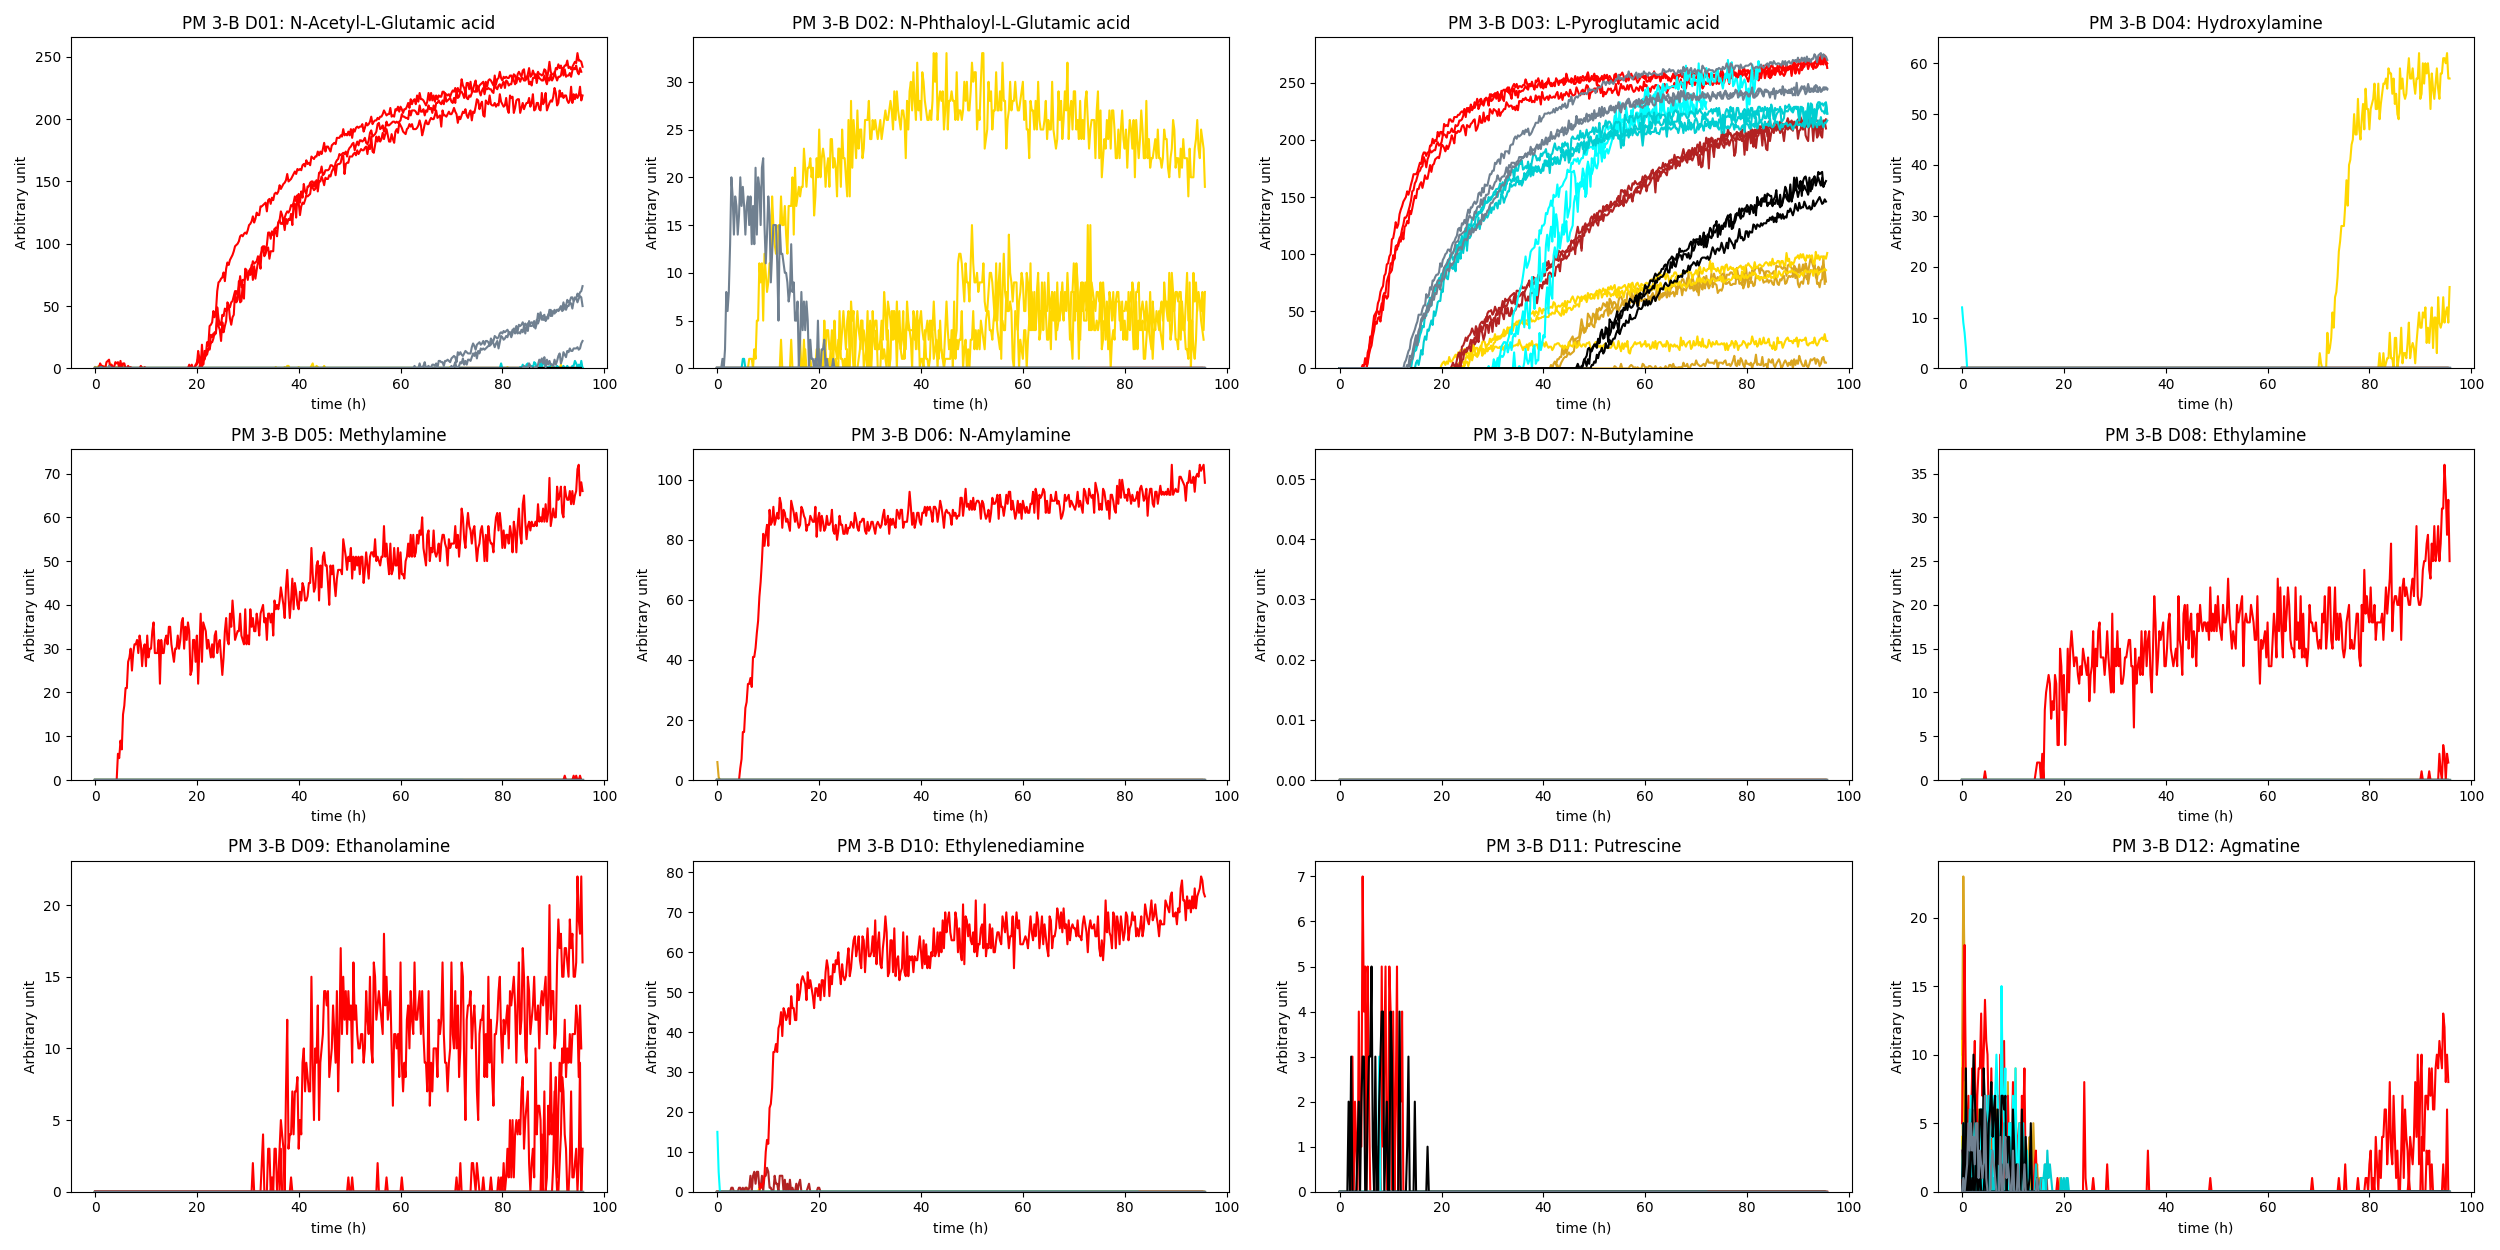 PM 3-B D01: N-Acetyl-L-Glutamic acid
Arbitrary unit
250
200
150
100
50
0
0 20 40 60 80 100
time (h)
PM 3-B D02: N-Phthaloyl-L-Glutamic acid
Arbitrary unit
30
25
20
15
10
5
0
0 20 40 60 80 100
time (h)
PM 3-B D03: L-Pyroglutamic acid
Arbitrary unit
250
200
150
100
50
0
0 20 40 60 80 100
time (h)
PM 3-B D04: Hydroxylamine
Arbitrary unit
60
50
40
30
20
10
0
0 20 40 60 80 100
time (h)
PM 3-B D05: Methylamine
Arbitrary unit
70
60
50
40
30
20
10
0
0 20 40 60 80 100
time (h)
PM 3-B D06: N-Amylamine
Arbitrary unit
100
80
60
40
20
0
0 20 40 60 80 100
time (h)
PM 3-B D07: N-Butylamine
Arbitrary unit
0.05
0.04
0.03
0.02
0.01
0.00
0 20 40 60 80 100
time (h)
PM 3-B D08: Ethylamine
Arbitrary unit
35
30
25
20
15
10
5
0
0 20 40 60 80 100
time (h)
PM 3-B D09: Ethanolamine
Arbitrary unit
20
15
10
5
0
0 20 40 60 80 100
time (h)
PM 3-B D10: Ethylenediamine
Arbitrary unit
80
70
60
50
40
30
20
10
0
0 20 40 60 80 100
time (h)
PM 3-B D11: Putrescine
Arbitrary unit
7
6
5
4
3
2
1
0
0 20 40 60 80 100
time (h)
PM 3-B D12: Agmatine
Arbitrary unit
20
15
10
5
0
0 20 40 60 80 100
time (h)